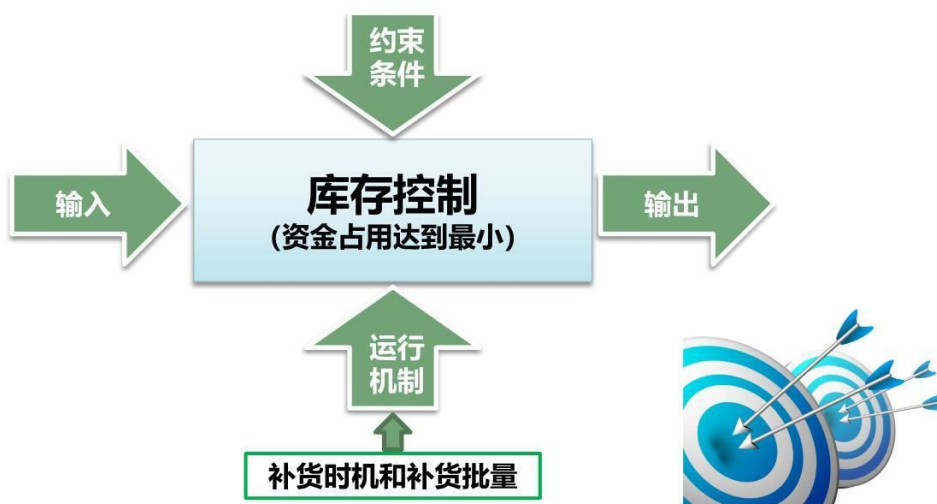 约束
条件
输入
库存控制
(资金占用达到最小)
输出
运行
机制
补货时机和补货批量